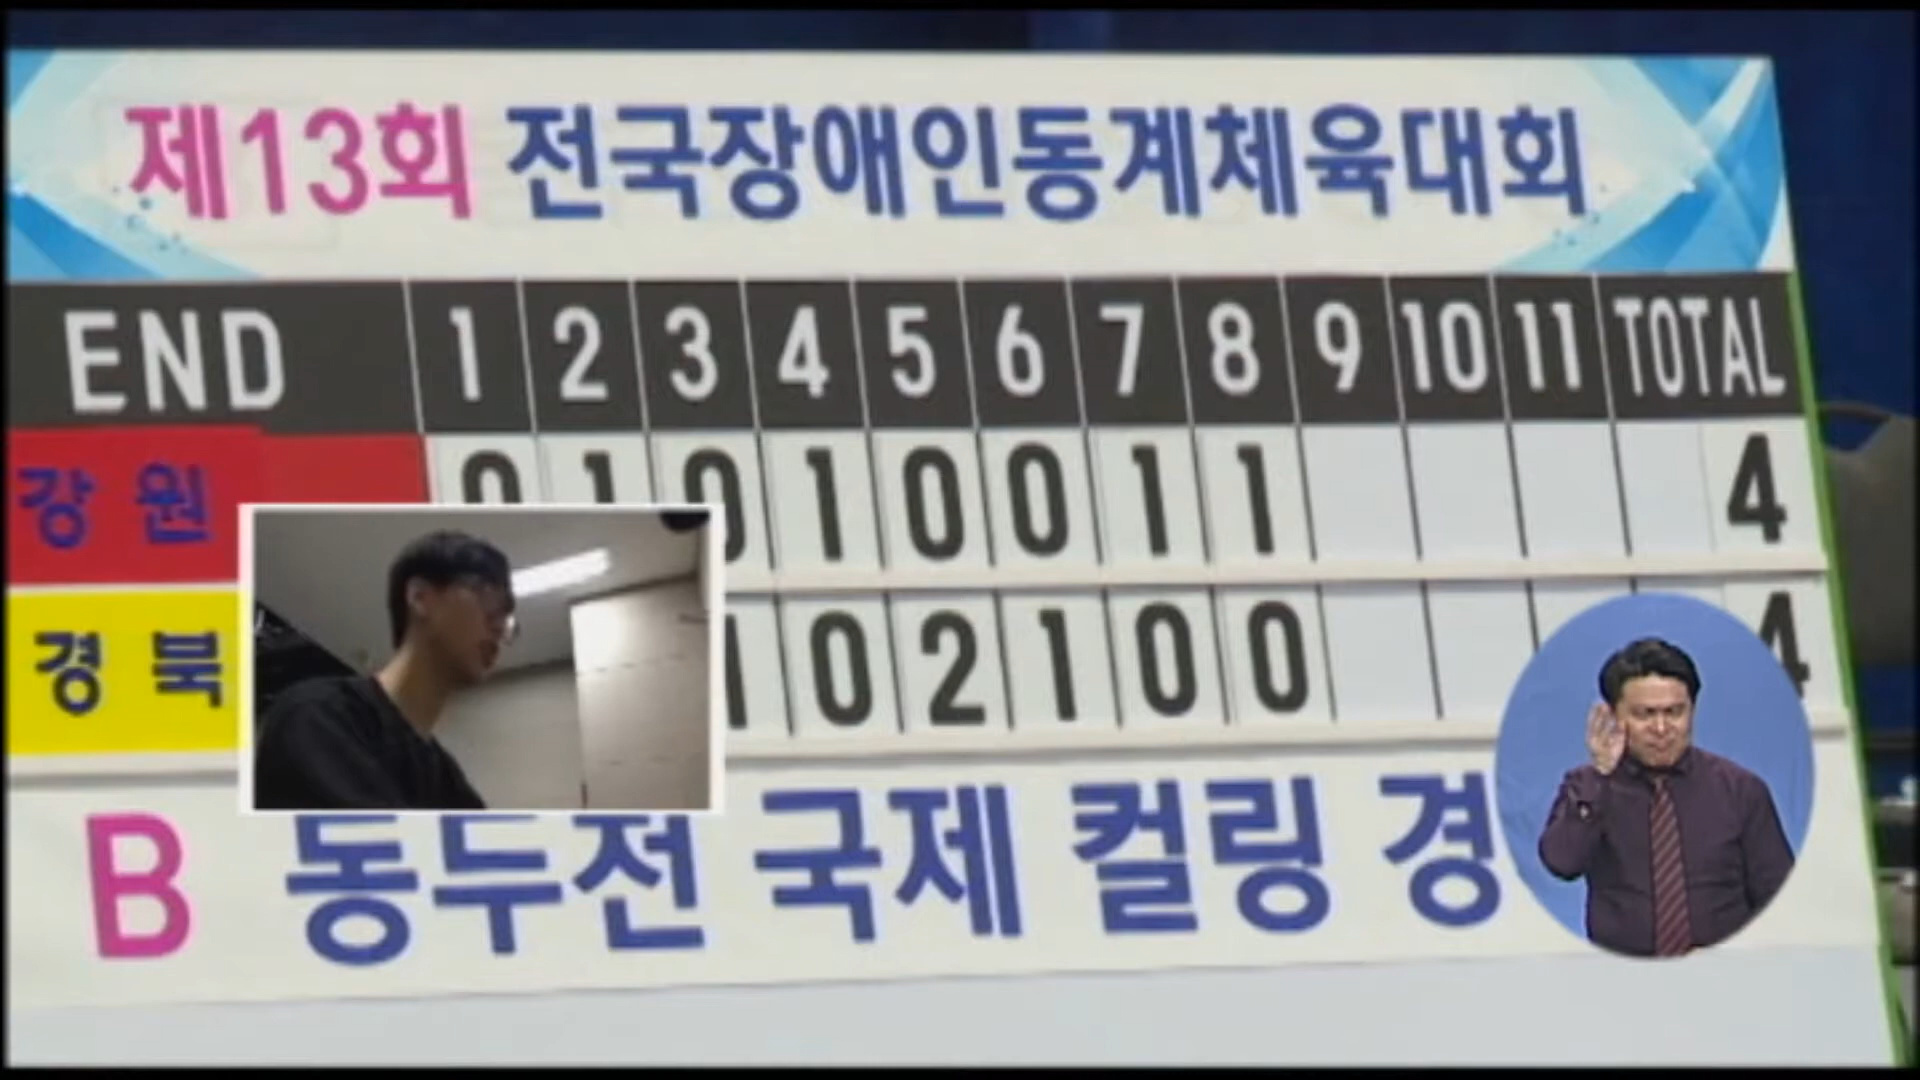 제13회 전국장애인동계체육대회
END 1 2 3 4 5 6 7 8 9 10 11 TOTAL
강원 0 1 0 1 0 0 1 1 4
경북 1 0 2 1 0 0 4
B 동두전 국제 컬링 경